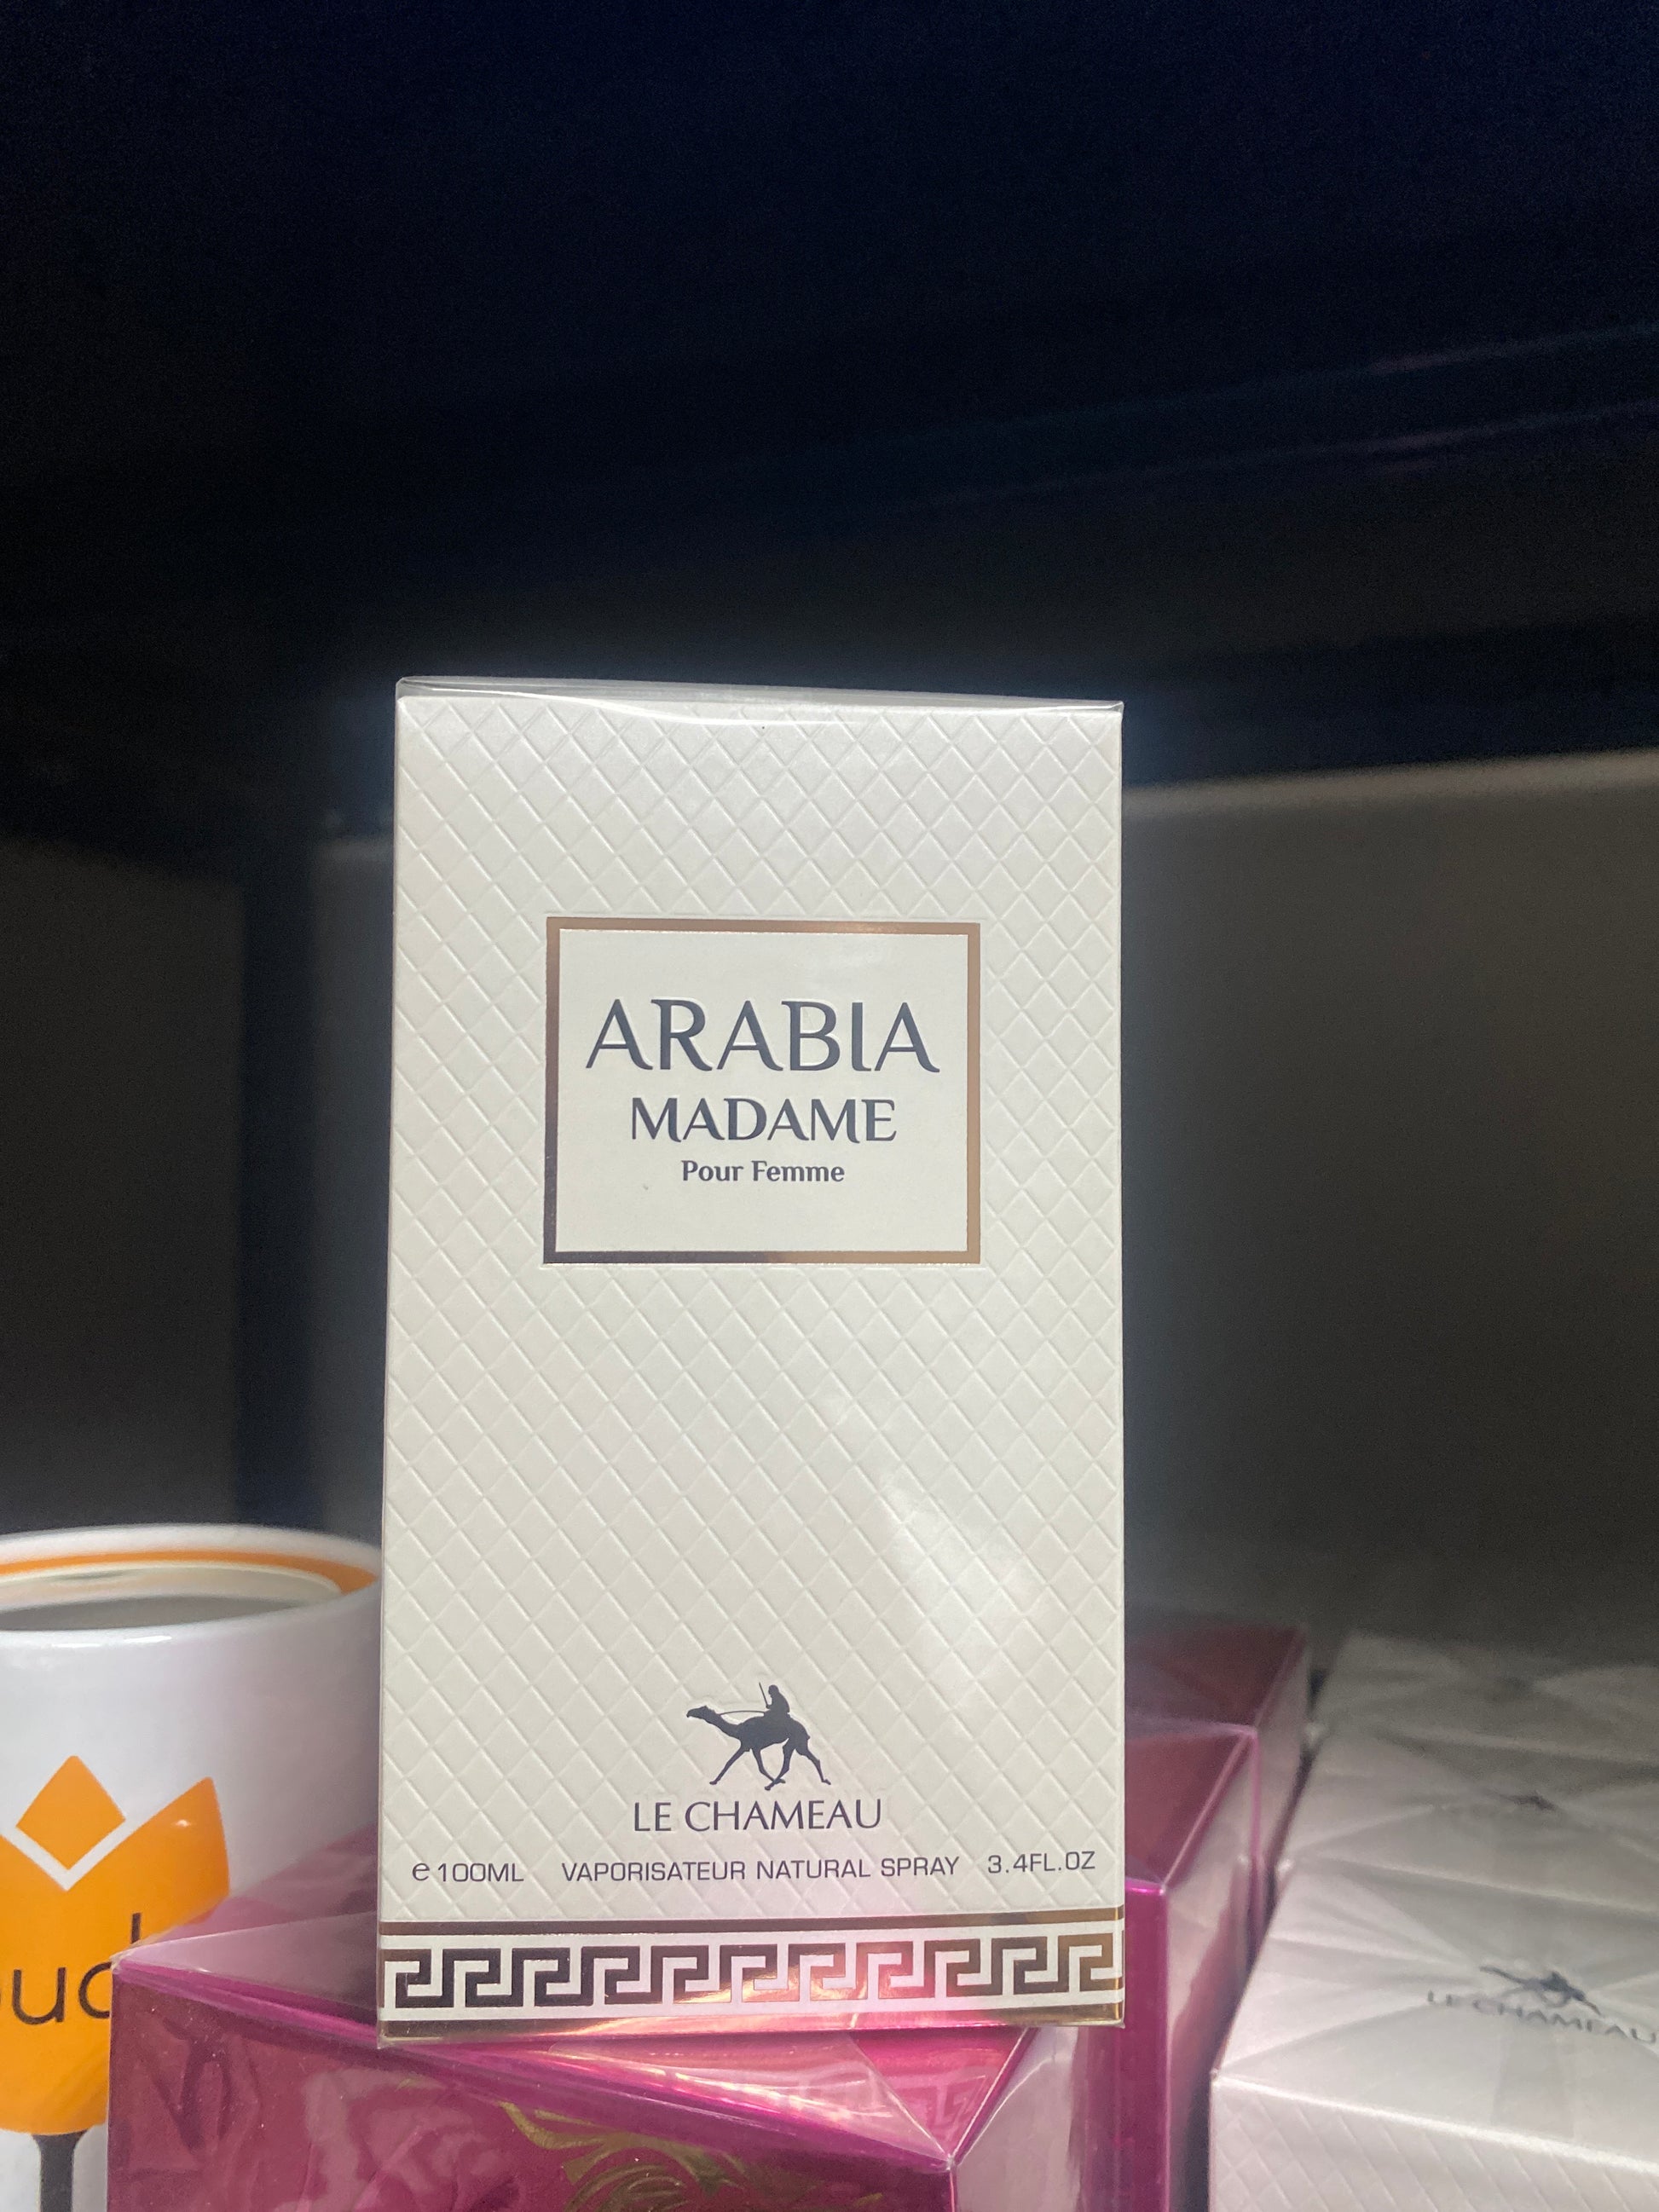 ARABIA
MADAME
Pour Femme
LE CHAMEAU
e 100ML VAPORISATEUR NATURAL SPRAY 3.4FL.OZ
LE CHAMEAU